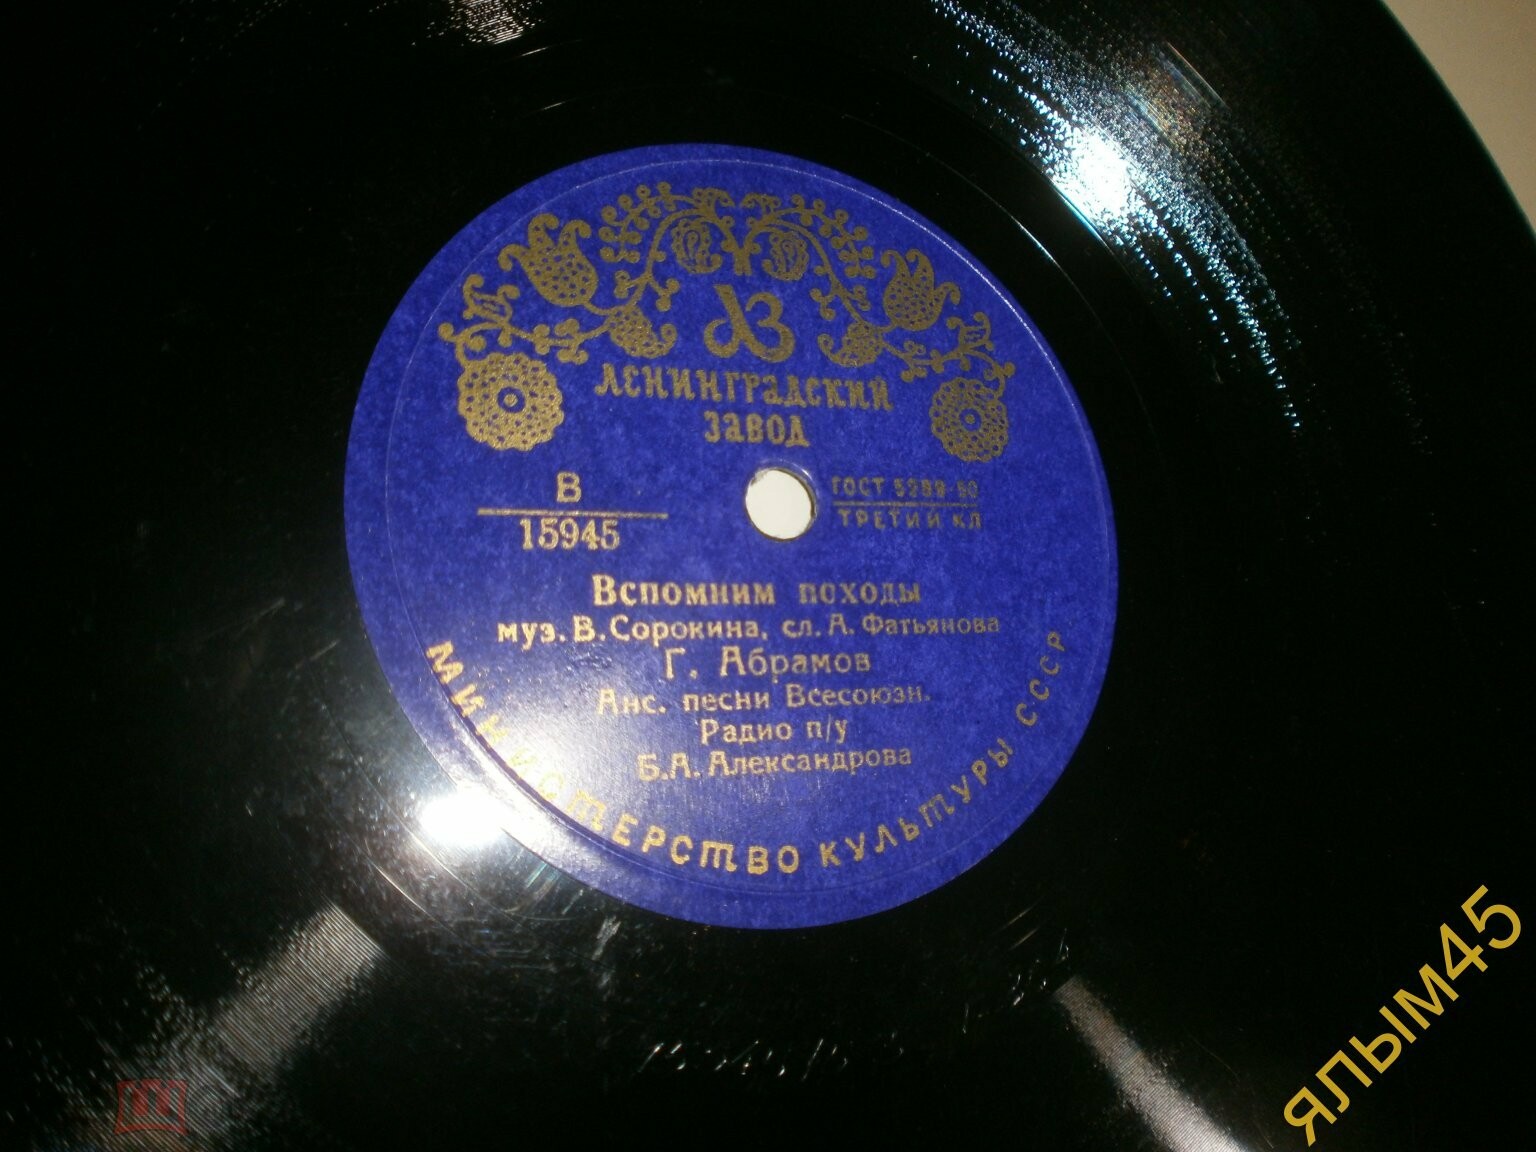 ЛЗ
ЛЕНИНГРАДСКИЙ
ЗАВОД
В
15945
ГОСТ 5289-50
ТРЕТИЙ КЛ
Вспомним походы
муз. В. Сорокина, сл. А. Фатьянова
Г. Абрамов
Анс. песни Всесоюзн.
Радио п/у
Б.А. Александрова
МИНИСТЕРСТВО КУЛЬТУРЫ СССР
ЯЛЫМ45